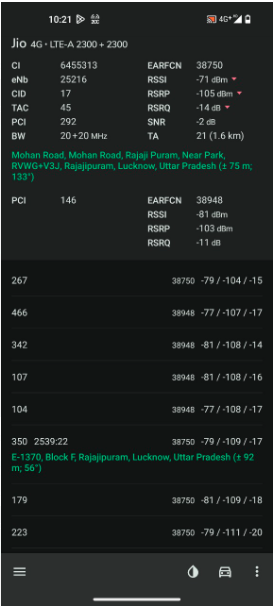 10:21 4G+
Jio 4G · LTE-A 2300 + 2300
CI 6455313 EARFCN 38750
eNb 25216 RSSI -71 dBm
CID 17 RSRP -105 dBm
TAC 45 RSRQ -14 dB
PCI 292 SNR -2 dB
BW 20+20 MHz TA 21 (1.6 km)
Mohan Road, Mohan Road, Rajaji Puram, Near Park,
RVWG+V3J, Rajajipuram, Lucknow, Uttar Pradesh (± 75 m;
133°)
PCI 146 EARFCN 38948
RSSI -81 dBm
RSRP -103 dBm
RSRQ -11 dB
267 38750 -79 / -104 / -15
466 38948 -77 / -107 / -17
342 38948 -81 / -108 / -14
107 38948 -81 / -108 / -16
104 38948 -77 / -108 / -17
350 2539:22 38750 -79 / -109 / -17
E-1370, Block F, Rajajipuram, Lucknow, Uttar Pradesh (± 92
m; 56°)
179 38750 -81 / -109 / -18
223 38750 -79 / -111 / -20